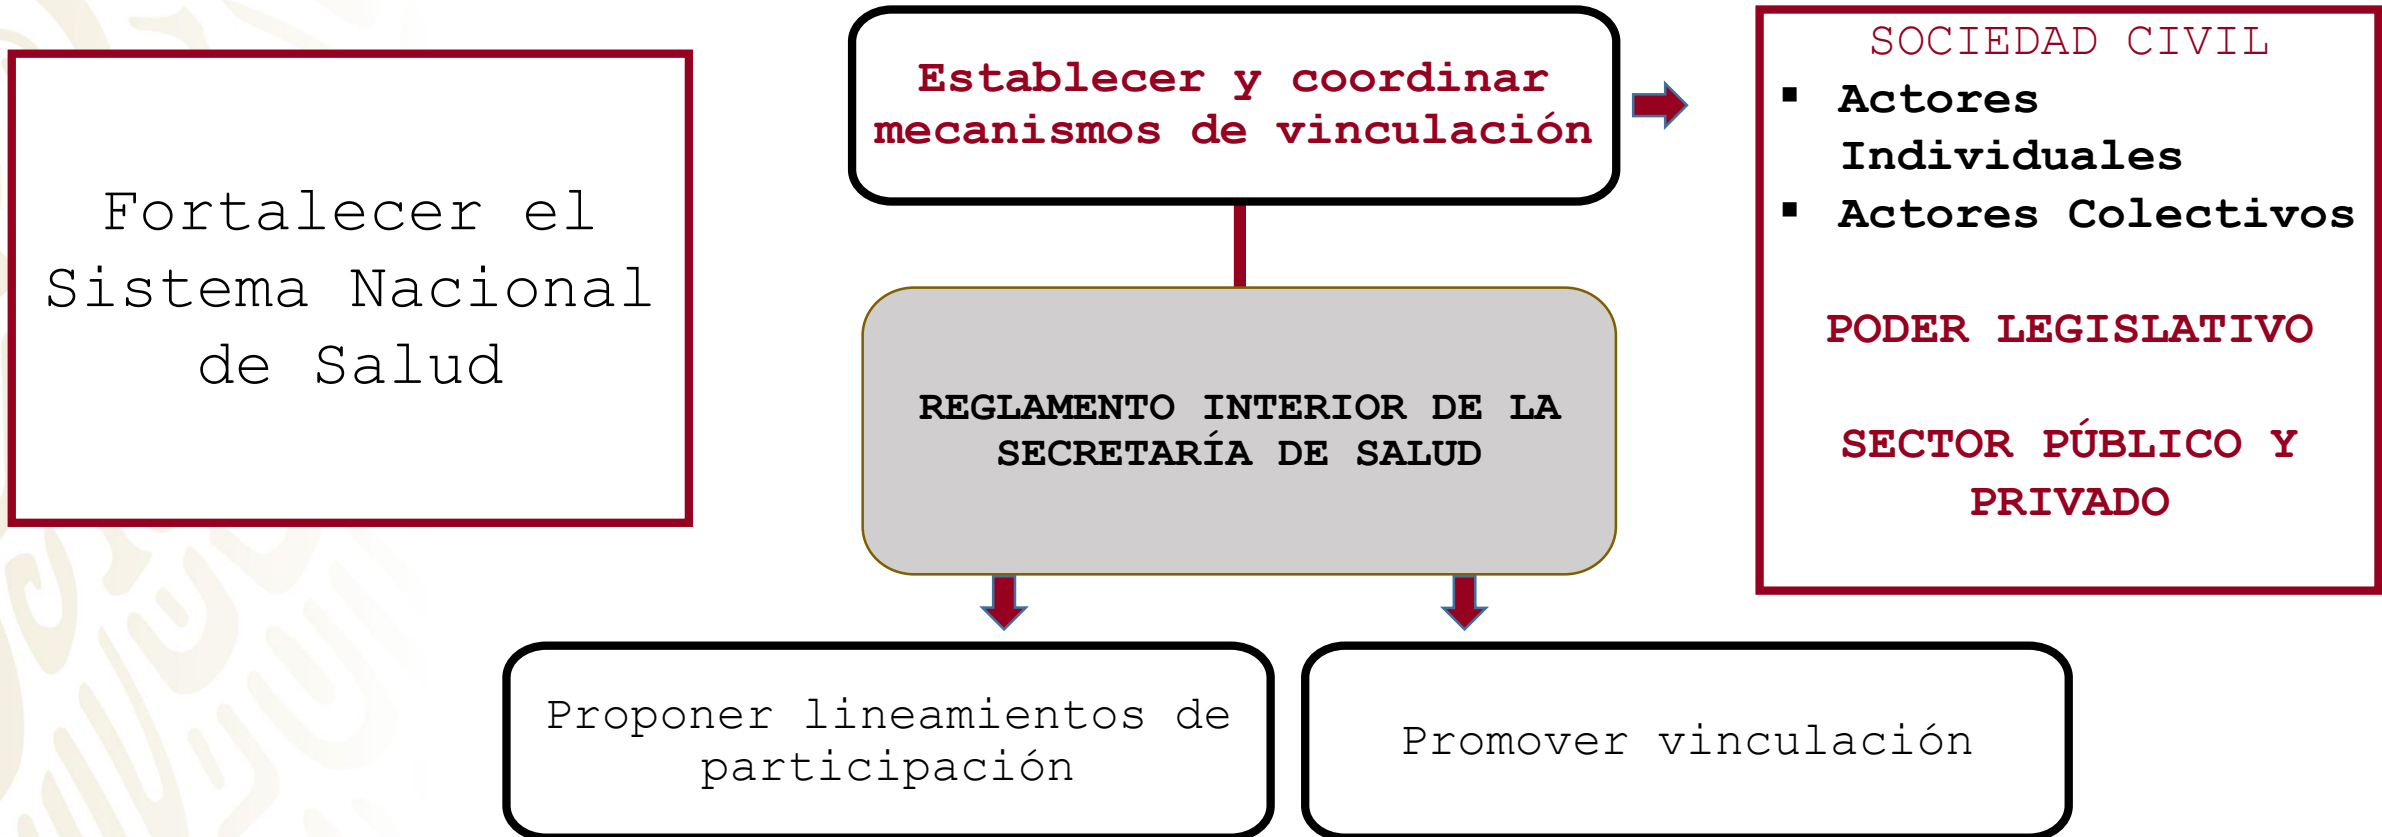 Fortalecer el
Sistema Nacional
de Salud
Establecer y coordinar
mecanismos de vinculación
SOCIEDAD CIVIL
▪ Actores
Individuales
▪ Actores Colectivos
PODER LEGISLATIVO
SECTOR PÚBLICO Y
PRIVADO
REGLAMENTO INTERIOR DE LA
SECRETARÍA DE SALUD
Proponer lineamientos de
participación
Promover vinculación